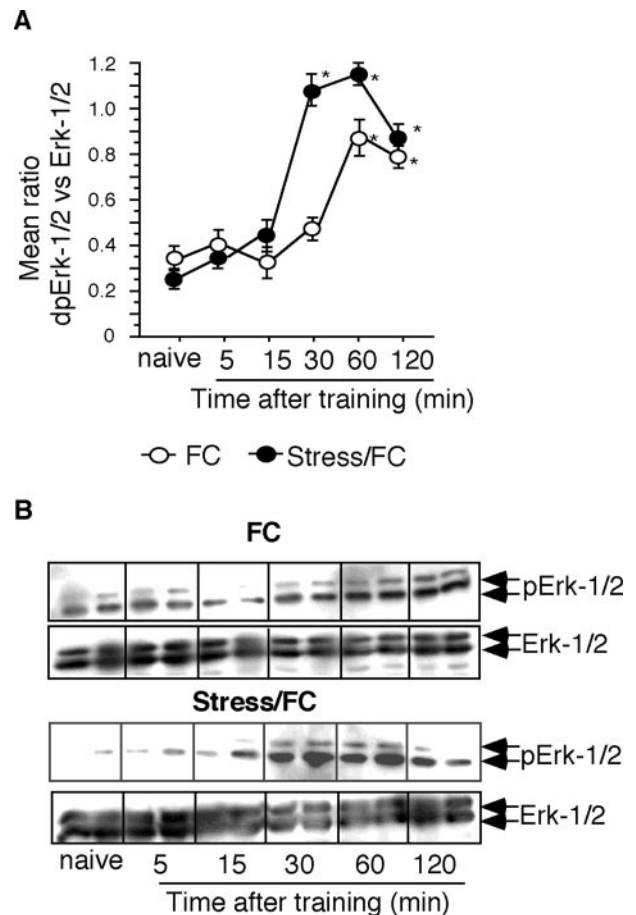 A
1.2
1.0
0.8
0.6
0.4
0.2
0
Mean ratio
dpErk-1/2 vs Erk-1/2
* * * * *
naive 5 15 30 60 120
Time after training (min)
FC Stress/FC
B
FC
pErk-1/2
Erk-1/2
Stress/FC
pErk-1/2
Erk-1/2
naive 5 15 30 60 120
Time after training (min)